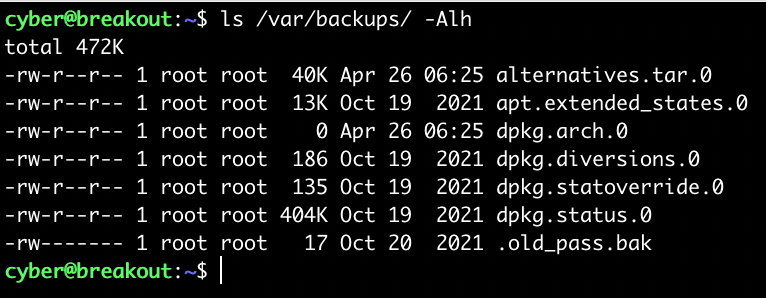 cyber@breakout:~$ ls /var/backups/ -Alh
total 472K
-rw-r--r-- 1 root root  40K Apr 26 06:25 alternatives.tar.0
-rw-r--r-- 1 root root  13K Oct 19  2021 apt.extended_states.0
-rw-r--r-- 1 root root    0 Apr 26 06:25 dpkg.arch.0
-rw-r--r-- 1 root root  186 Oct 19  2021 dpkg.diversions.0
-rw-r--r-- 1 root root  135 Oct 19  2021 dpkg.statoverride.0
-rw-r--r-- 1 root root 404K Oct 19  2021 dpkg.status.0
-rw------- 1 root root   17 Oct 20  2021 .old_pass.bak
cyber@breakout:~$